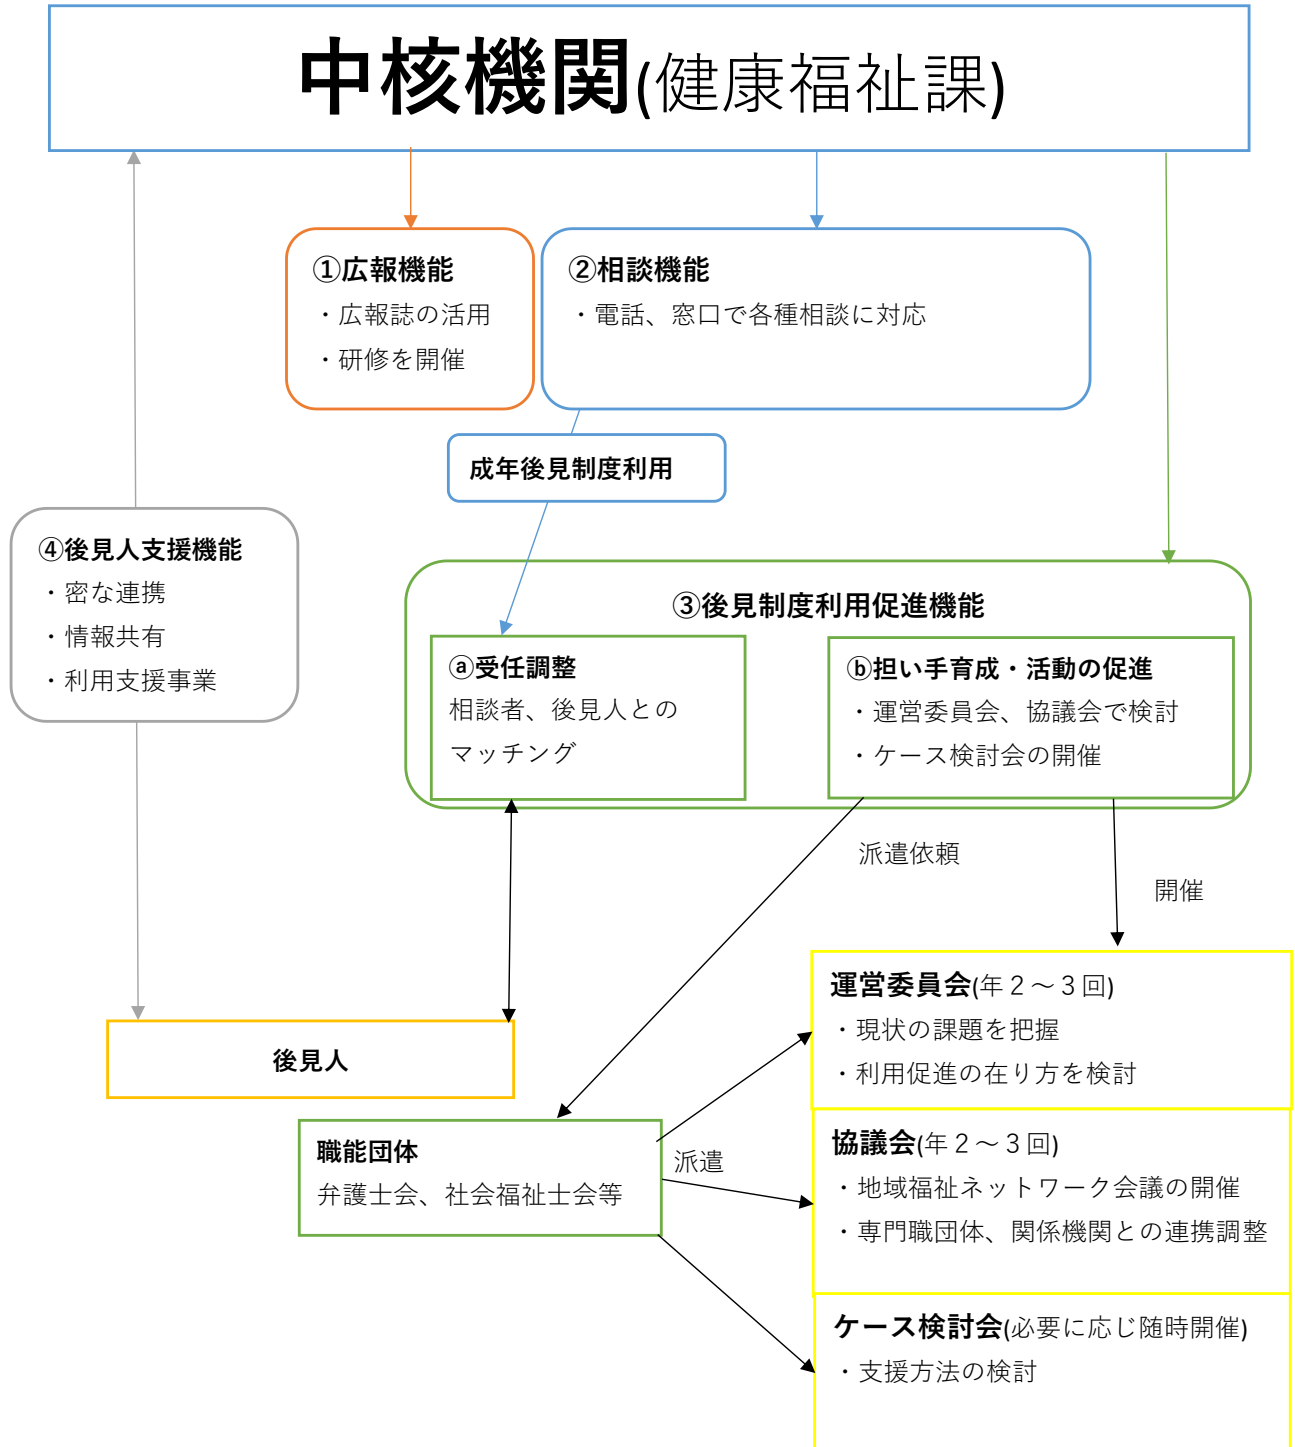 中核機関(健康福祉課)
①広報機能
・広報誌の活用
・研修を開催
②相談機能
・電話、窓口で各種相談に対応
成年後見制度利用
④後見人支援機能
・密な連携
・情報共有
・利用支援事業
③後見制度利用促進機能
ⓐ受任調整
相談者、後見人との
マッチング
ⓑ担い手育成・活動の促進
・運営委員会、協議会で検討
・ケース検討会の開催
派遣依頼
開催
後見人
職能団体
弁護士会、社会福祉士会等
派遣
運営委員会(年２～３回)
・現状の課題を把握
・利用促進の在り方を検討
協議会(年２～３回)
・地域福祉ネットワーク会議の開催
・専門職団体、関係機関との連携調整
ケース検討会(必要に応じ随時開催)
・支援方法の検討